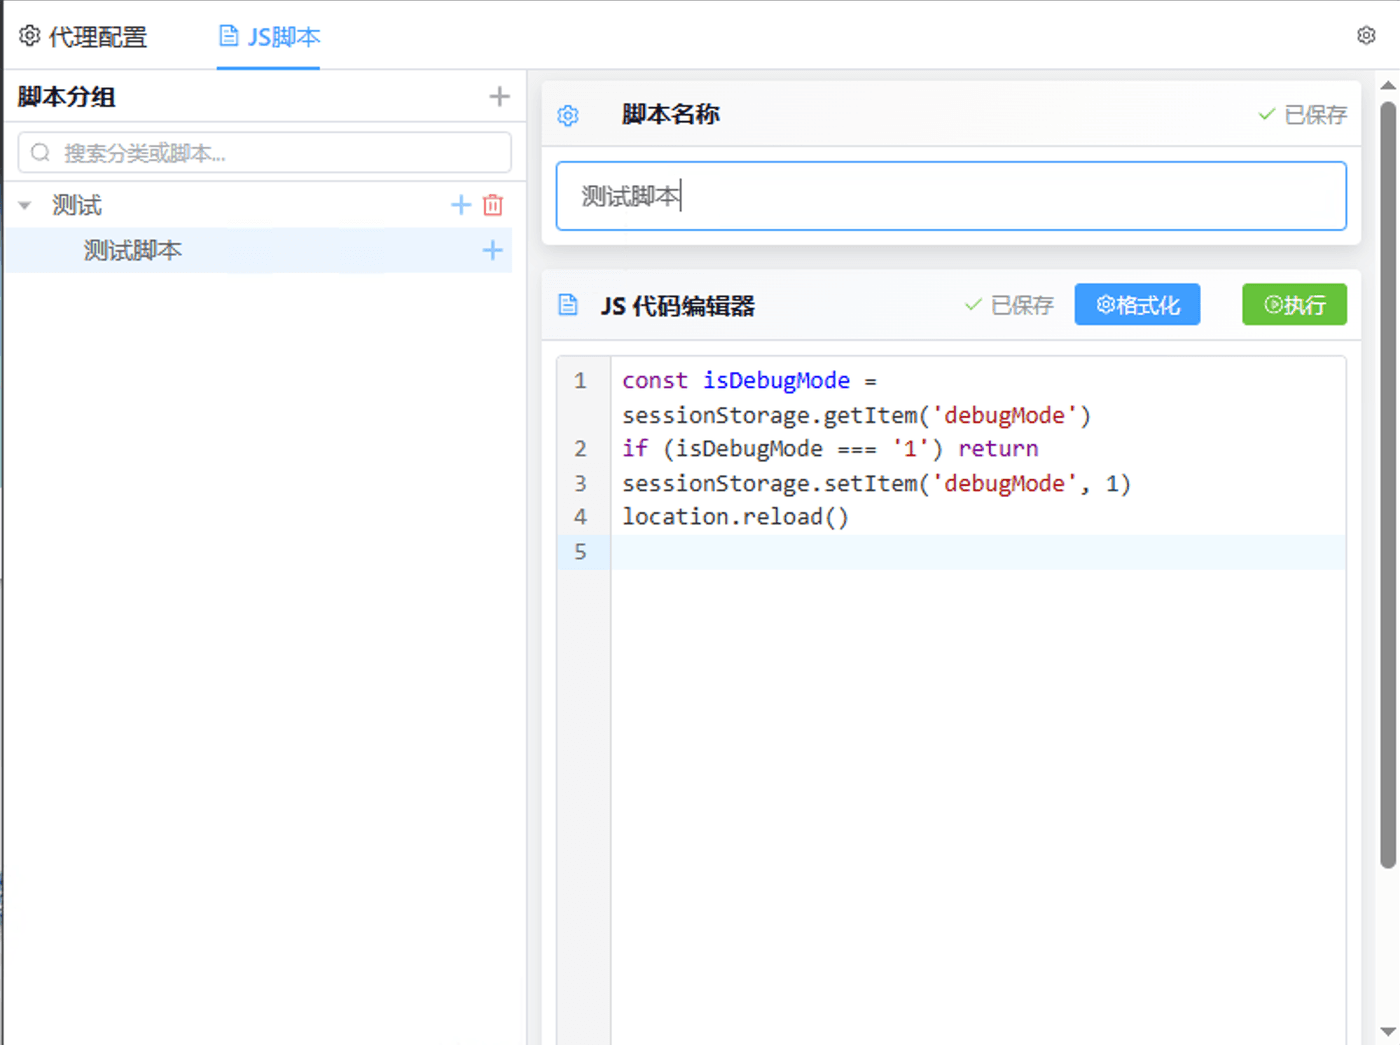 代理配置
JS脚本
脚本分组
搜索分类或脚本...
测试
测试脚本
脚本名称
已保存
测试脚本
JS 代码编辑器
已保存
格式化
执行
1 const isDebugMode =
sessionStorage.getItem('debugMode')
2 if (isDebugMode === '1') return
3 sessionStorage.setItem('debugMode', 1)
4 location.reload()
5